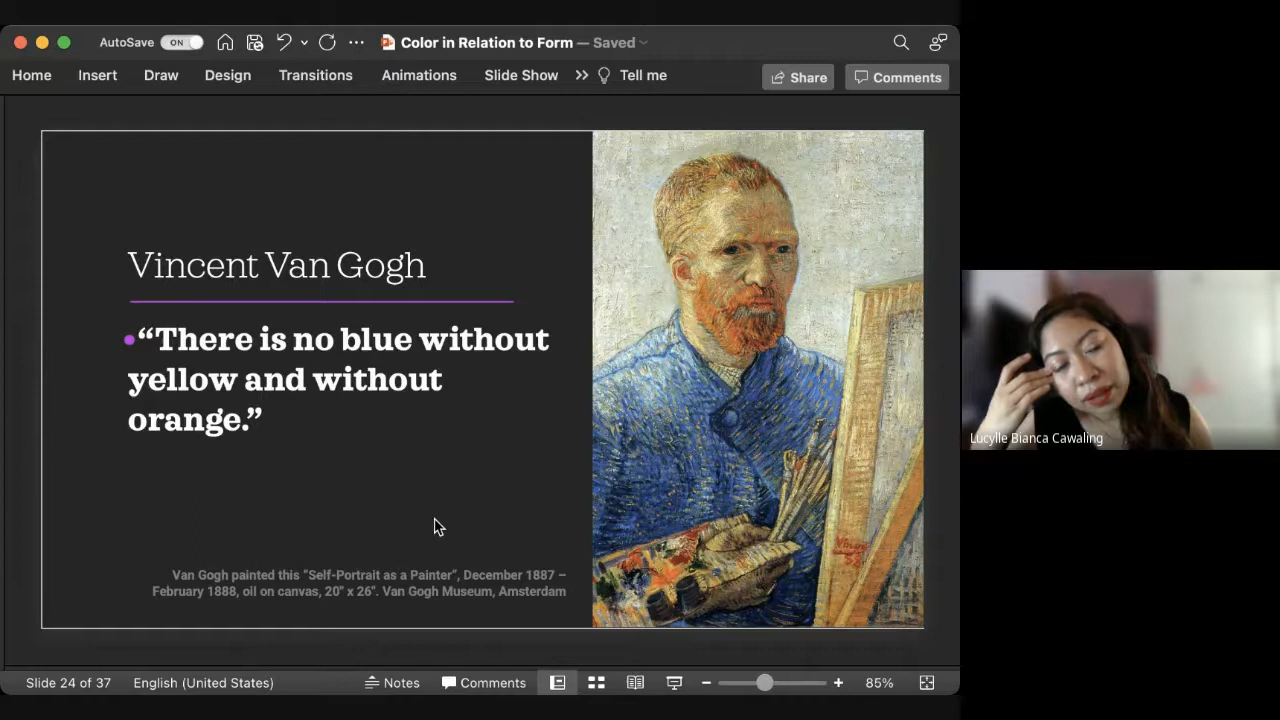 AutoSave ON Color in Relation to Form — Saved
Home Insert Draw Design Transitions Animations Slide Show Tell me Share Comments
Vincent Van Gogh
•“There is no blue without
yellow and without
orange.”
Van Gogh painted this “Self-Portrait as a Painter”, December 1887 –
February 1888, oil on canvas, 20” x 26”. Van Gogh Museum, Amsterdam
Lucylle Bianca Cawaling
Slide 24 of 37 English (United States) Notes Comments 85%